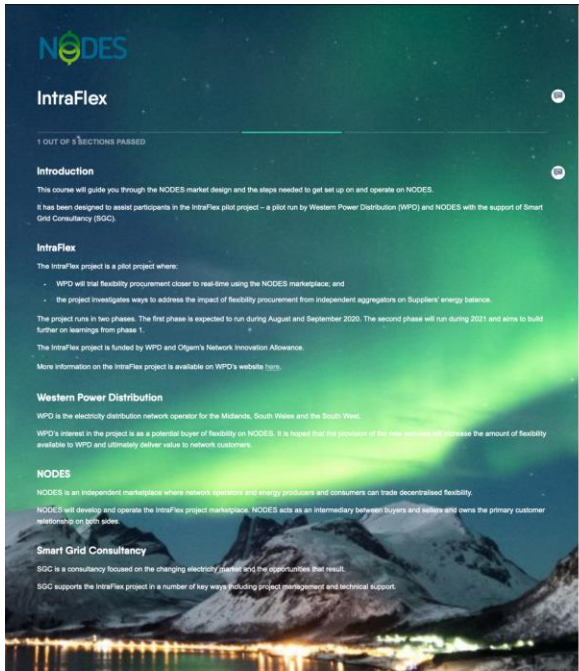 NODES
IntraFlex
1 OUT OF 5 SECTIONS PASSED
Introduction
This course will guide you through the NODES market design and the steps needed to get set up on and operate on NODES.
It has been designed to assist participants in the IntraFlex pilot project – a pilot run by Western Power Distribution (WPD) and NODES with the support of Smart
Grid Consultancy (SGC).
IntraFlex
The IntraFlex project is a pilot project where:
• WPD will trial flexibility procurement closer to real-time using the NODES marketplace; and
• the project investigates ways to address the impact of flexibility procurement from independent aggregators on Suppliers' energy balance.
The project runs in two phases. The first phase is expected to run during August and September 2020. The second phase will run during 2021 and aims to build
further on learnings from phase 1.
The IntraFlex project is funded by WPD and Ofgem's Network Innovation Allowance.
More information on the IntraFlex project is available on WPD's website here.
Western Power Distribution
WPD is the electricity distribution network operator for the Midlands, South Wales and the South West.
WPD's interest in the project is as a potential buyer of flexibility on NODES. It is hoped that the provision of the new services will increase the amount of flexibility
available to WPD and ultimately deliver value to network customers.
NODES
NODES is an independent marketplace where network operators and energy producers and consumers can trade decentralised flexibility.
NODES will develop and operate the IntraFlex project marketplace. NODES acts as an intermediary between buyers and sellers and owns the primary customer
relationship on both sides.
Smart Grid Consultancy
SGC is a consultancy focused on the changing electricity market and the opportunities that result.
SGC supports the IntraFlex project in a number of key ways including project management and technical support.